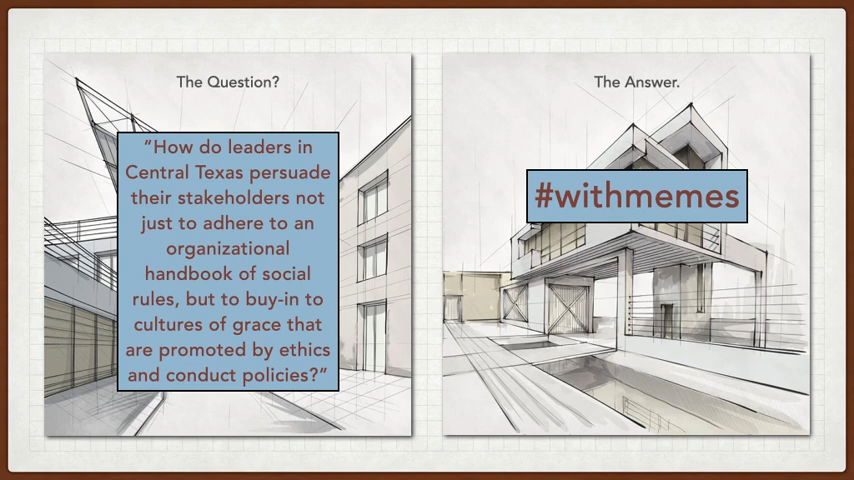 The Question?
“How do leaders in
Central Texas persuade
their stakeholders not
just to adhere to an
organizational
handbook of social
rules, but to buy-in to
cultures of grace that
are promoted by ethics
and conduct policies?”
The Answer.
#withmemes